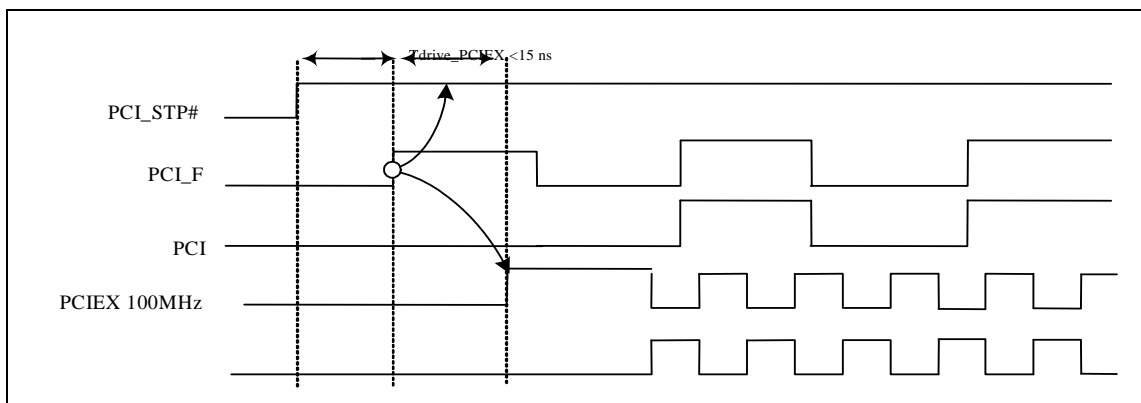 Tdrive_PCIEX <15 ns
PCI_STP#
PCI_F
PCI
PCIEX 100MHz